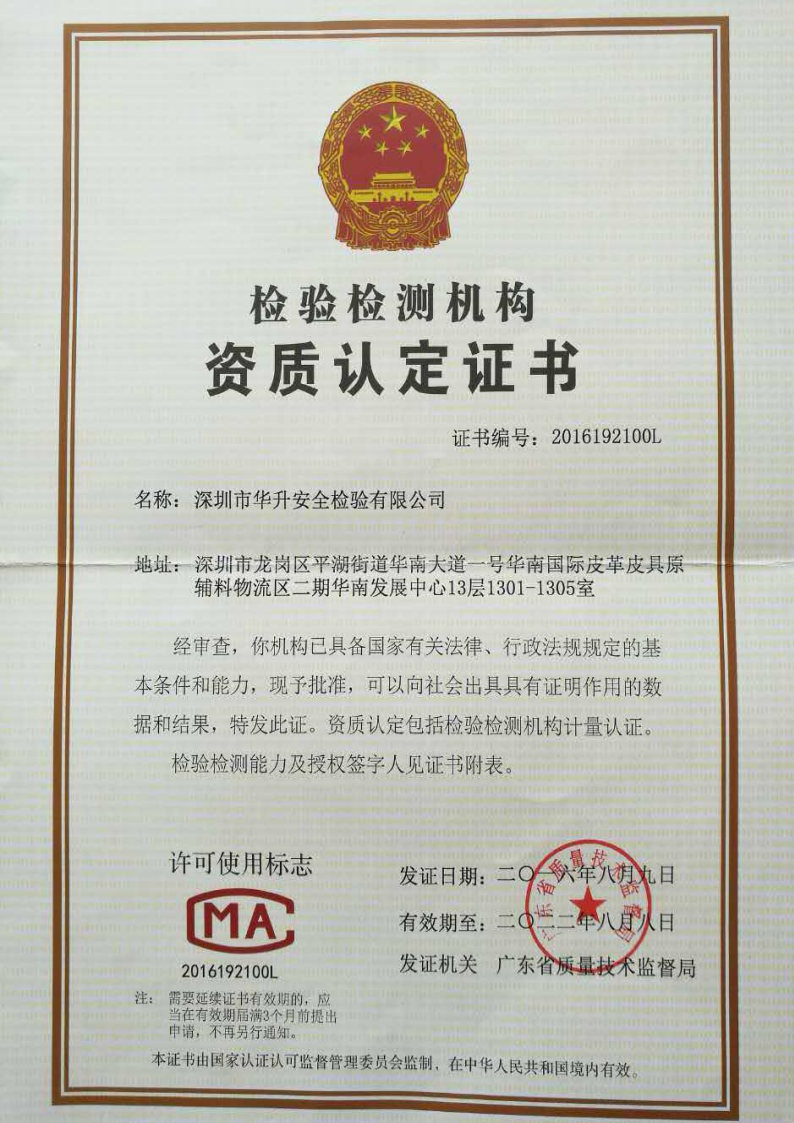 检验检测机构
资质认定证书
证书编号：2016192100L
名称：深圳市华升安全检验有限公司
地址：深圳市龙岗区平湖街道华南大道一号华南国际皮革皮具原
辅料物流区二期华南发展中心13层1301-1305室
经审查，你机构已具备国家有关法律、行政法规规定的基
本条件和能力，现予批准，可以向社会出具具有证明作用的数
据和结果，特发此证。资质认定包括检验检测机构计量认证。
检验检测能力及授权签字人见证书附表。
许可使用标志
MA
2016192100L
发证日期：二〇一六年八月九日
有效期至：二〇二二年八月八日
发证机关 广东省质量技术监督局
广东省质量技术监督局
注：需要延续证书有效期的，应
当在有效期届满3个月前提出
申请，不再另行通知。
本证书由国家认证认可监督管理委员会监制，在中华人民共和国境内有效。